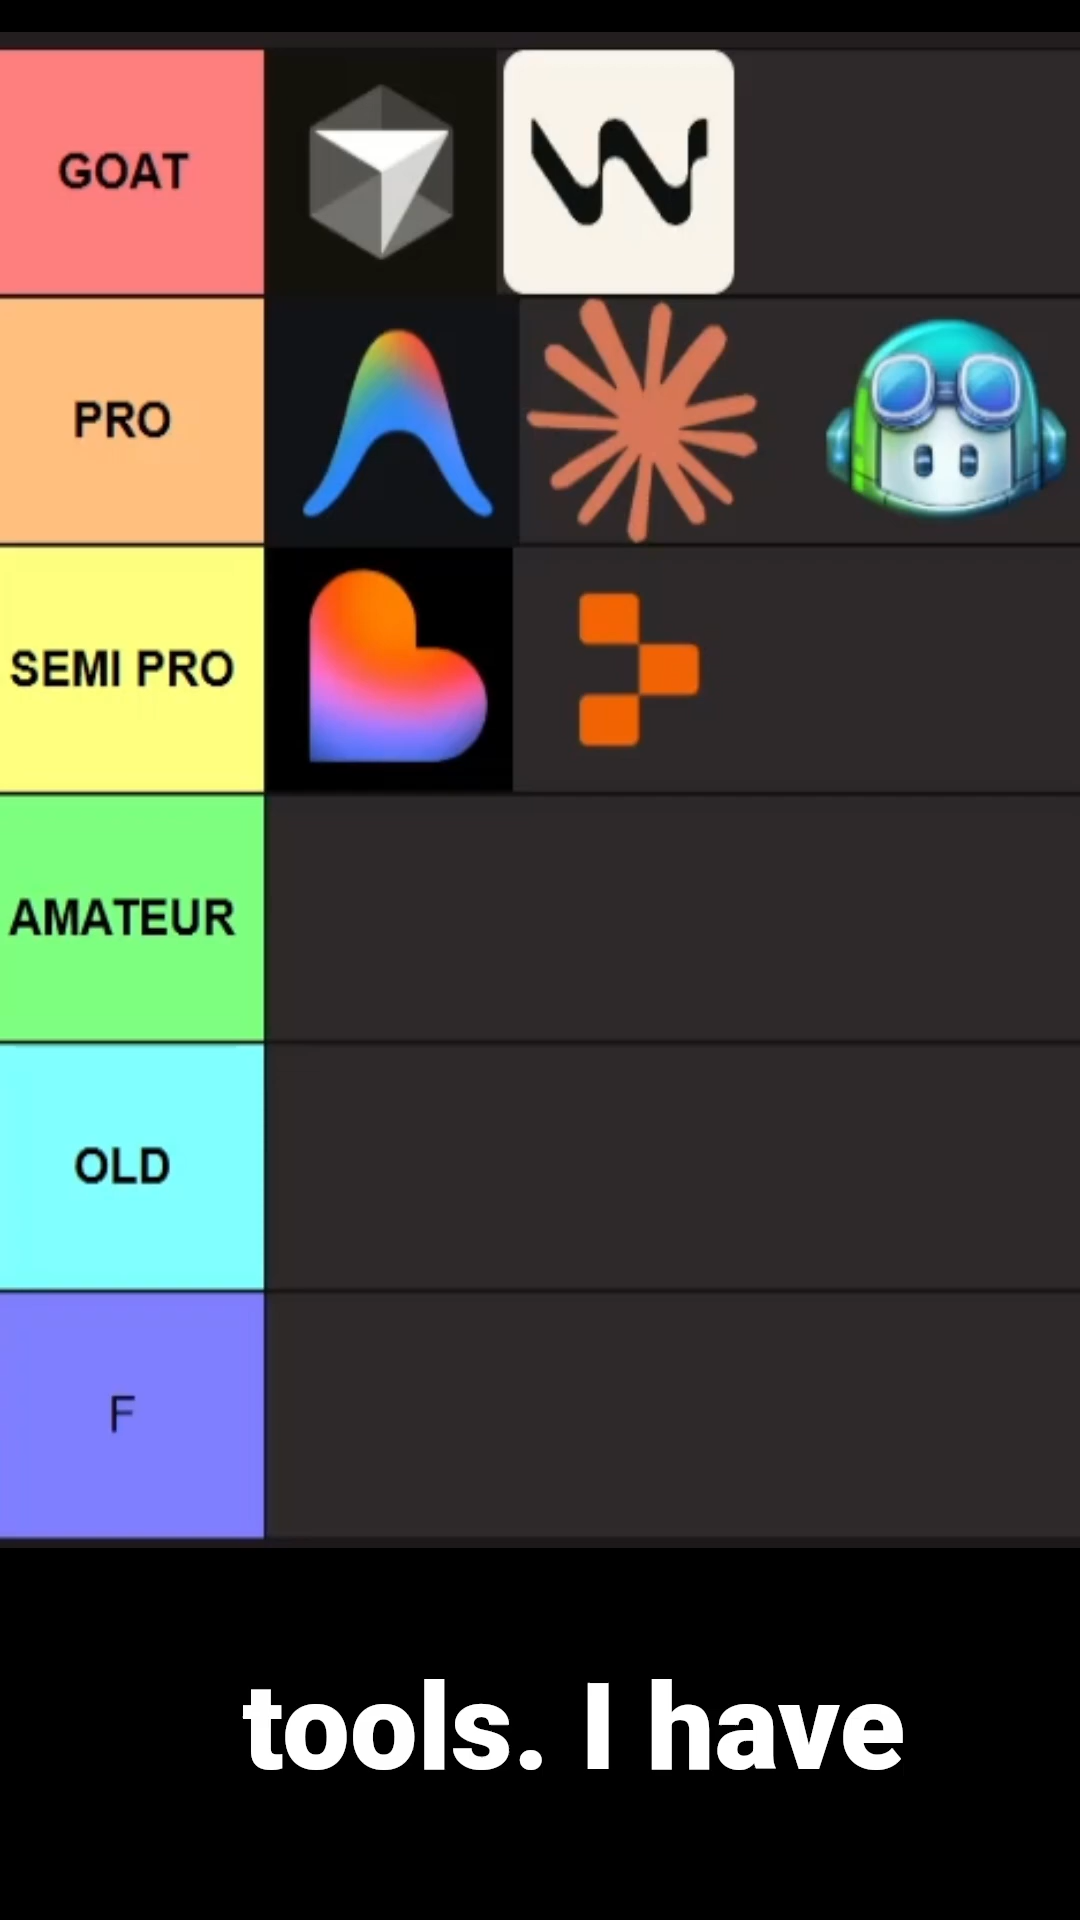 GOAT
PRO
SEMI PRO
AMATEUR
OLD
F
tools. I have